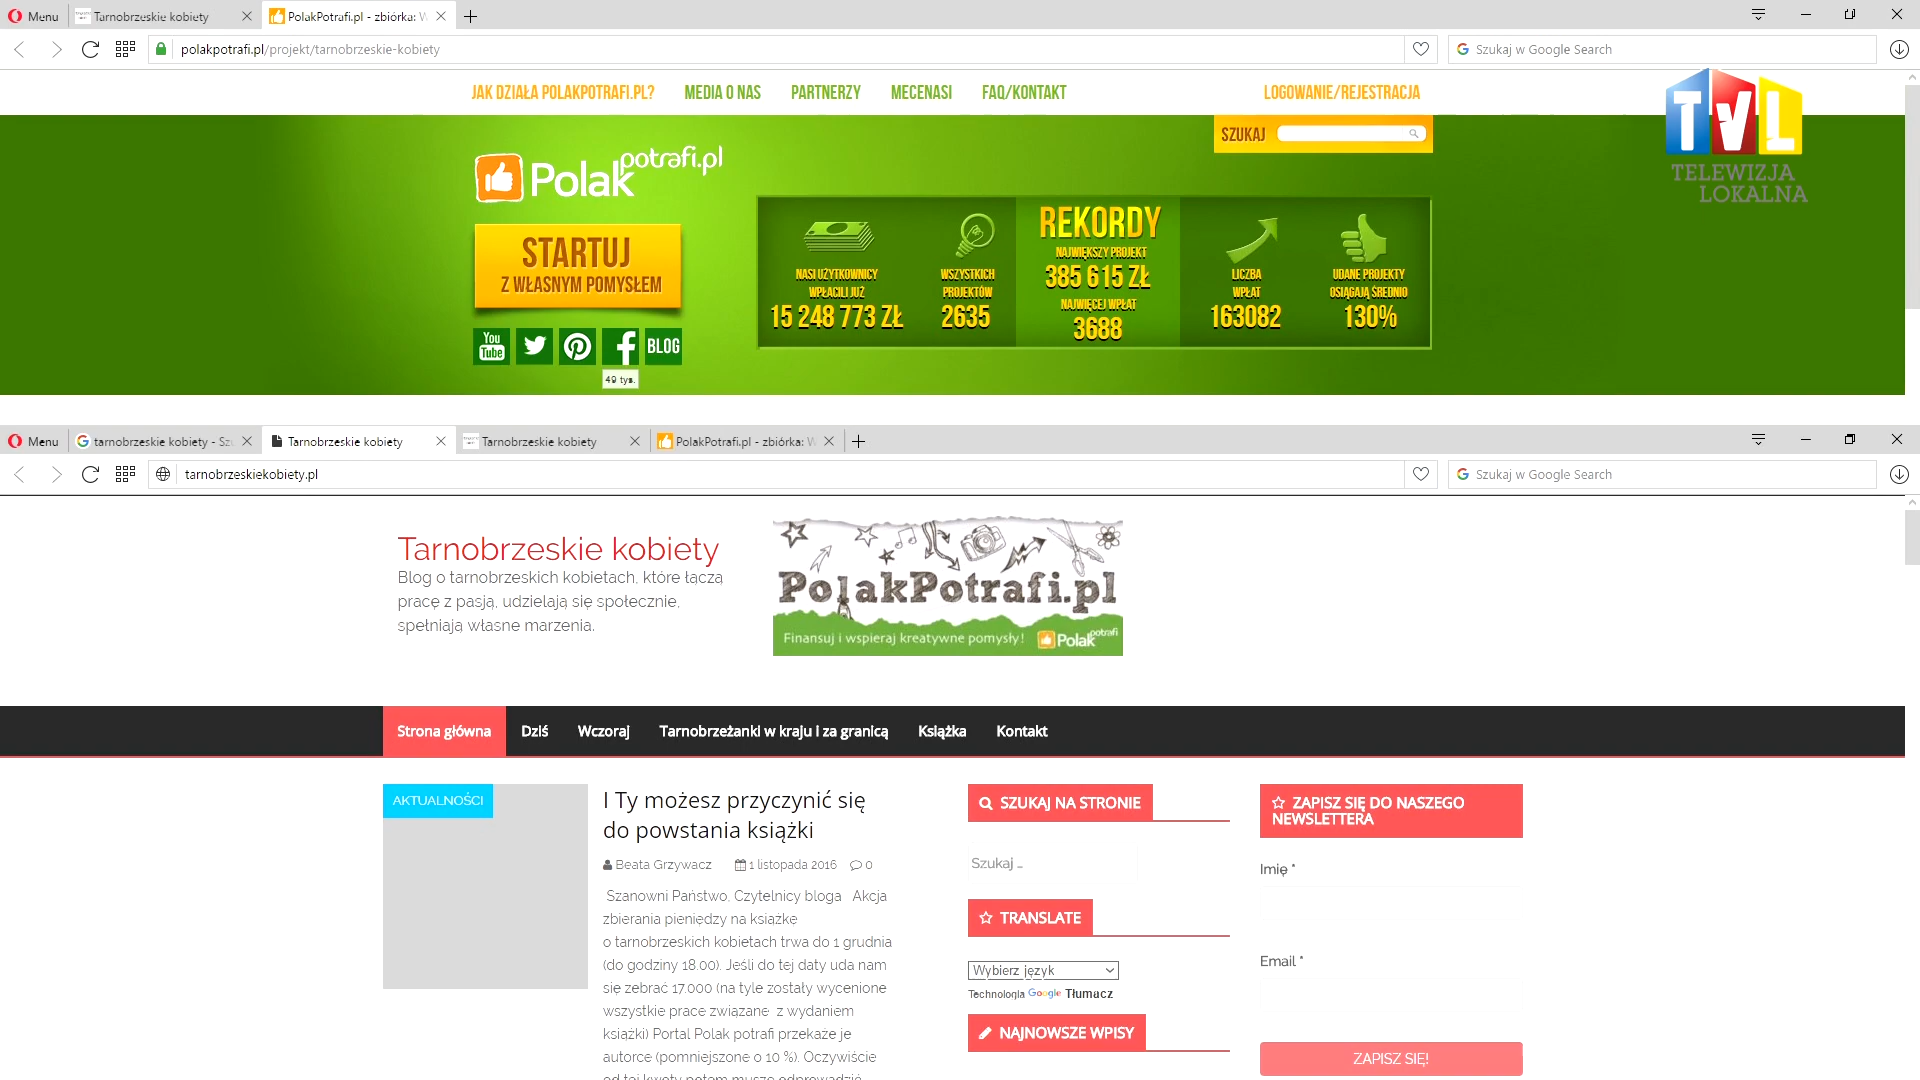 Menu
Tarnobrzeskie kobiety
PolakPotrafi.pl - zbiórka: W
polakpotrafi.pl/projekt/tarnobrzeskie-kobiety
Szukaj w Google Search
JAK DZIAŁA POLAKPOTRAFI.PL?
MEDIA O NAS
PARTNERZY
MECENASI
FAQ/KONTAKT
LOGOWANIE/REJESTRACJA
TVL
TELEWIZJA
LOKALNA
SZUKAJ
Polak potrafi.pl
STARTUJ
Z WŁASNYM POMYSŁEM
You
Tube
BLOG
49 tys.
NASI UŻYTKOWNICY
WPŁACILI JUŻ
15 248 773 ZŁ
WSZYSTKICH
PROJEKTÓW
2635
REKORDY
NAJWIĘKSZY PROJEKT
385 615 ZŁ
NAJWIĘCEJ WPŁAT
3688
LICZBA
WPŁAT
163082
UDANE PROJEKTY
OSIĄGAJĄ ŚREDNIO
130%
Menu
tarnobrzeskie kobiety - Szu
Tarnobrzeskie kobiety
Tarnobrzeskie kobiety
PolakPotrafi.pl - zbiórka: W
tarnobrzeskiekobiety.pl
Szukaj w Google Search
Tarnobrzeskie kobiety
Blog o tarnobrzeskich kobietach, które łączą
pracę z pasją, udzielają się społecznie,
spełniają własne marzenia.
PolakPotrafi.pl
Finansuj i wspieraj kreatywne pomysły!
Polak potrafi
Strona główna
Dziś
Wczoraj
Tarnobrzeżanki w kraju i za granicą
Książka
Kontakt
AKTUALNOŚCI
I Ty możesz przyczynić się
do powstania książki
Beata Grzywacz
1 listopada 2016
0
Szanowni Państwo, Czytelnicy bloga Akcja
zbierania pieniędzy na książkę
o tarnobrzeskich kobietach trwa do 1 grudnia
(do godziny 18.00). Jeśli do tej daty uda nam
się zebrać 17.000 (na tyle zostały wycenione
wszystkie prace związane z wydaniem
książki) Portal Polak potrafi przekaże je
autorce (pomniejszone o 10 %). Oczywiście
od tej kwoty potem muszę odprowadzić
SZUKAJ NA STRONIE
Szukaj ...
TRANSLATE
Wybierz język
Technologia Google Tłumacz
NAJNOWSZE WPISY
ZAPISZ SIĘ DO NASZEGO
NEWSLETTERA
Imię *
Email *
ZAPISZ SIĘ!